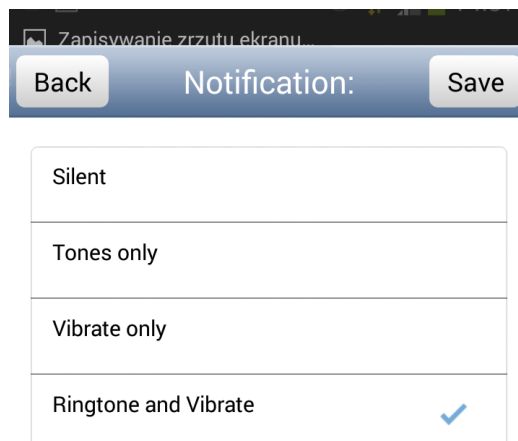 Zapisywanie zrzutu ekranu...
Back
Notification:
Save
Silent
Tones only
Vibrate only
Ringtone and Vibrate